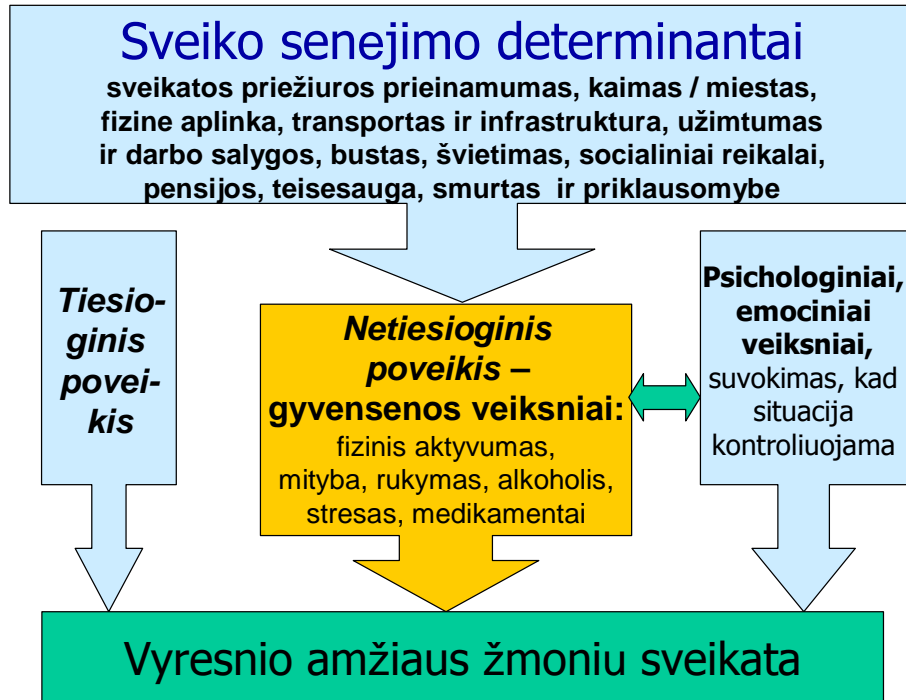 Sveiko senejimo determinantai
sveikatos priežiuros prieinamumas, kaimas / miestas,
fizine aplinka, transportas ir infrastruktura, užimtumas
ir darbo salygos, bustas, švietimas, socialiniai reikalai,
pensijos, teisesauga, smurtas ir priklausomybe
Tiesio-
ginis
povei-
kis
Netiesioginis
poveikis –
gyvensenos veiksniai:
fizinis aktyvumas,
mityba, rukymas, alkoholis,
stresas, medikamentai
Psichologiniai,
emociniai
veiksniai,
suvokimas, kad
situacija
kontroliuojama
Vyresnio amžiaus žmoniu sveikata